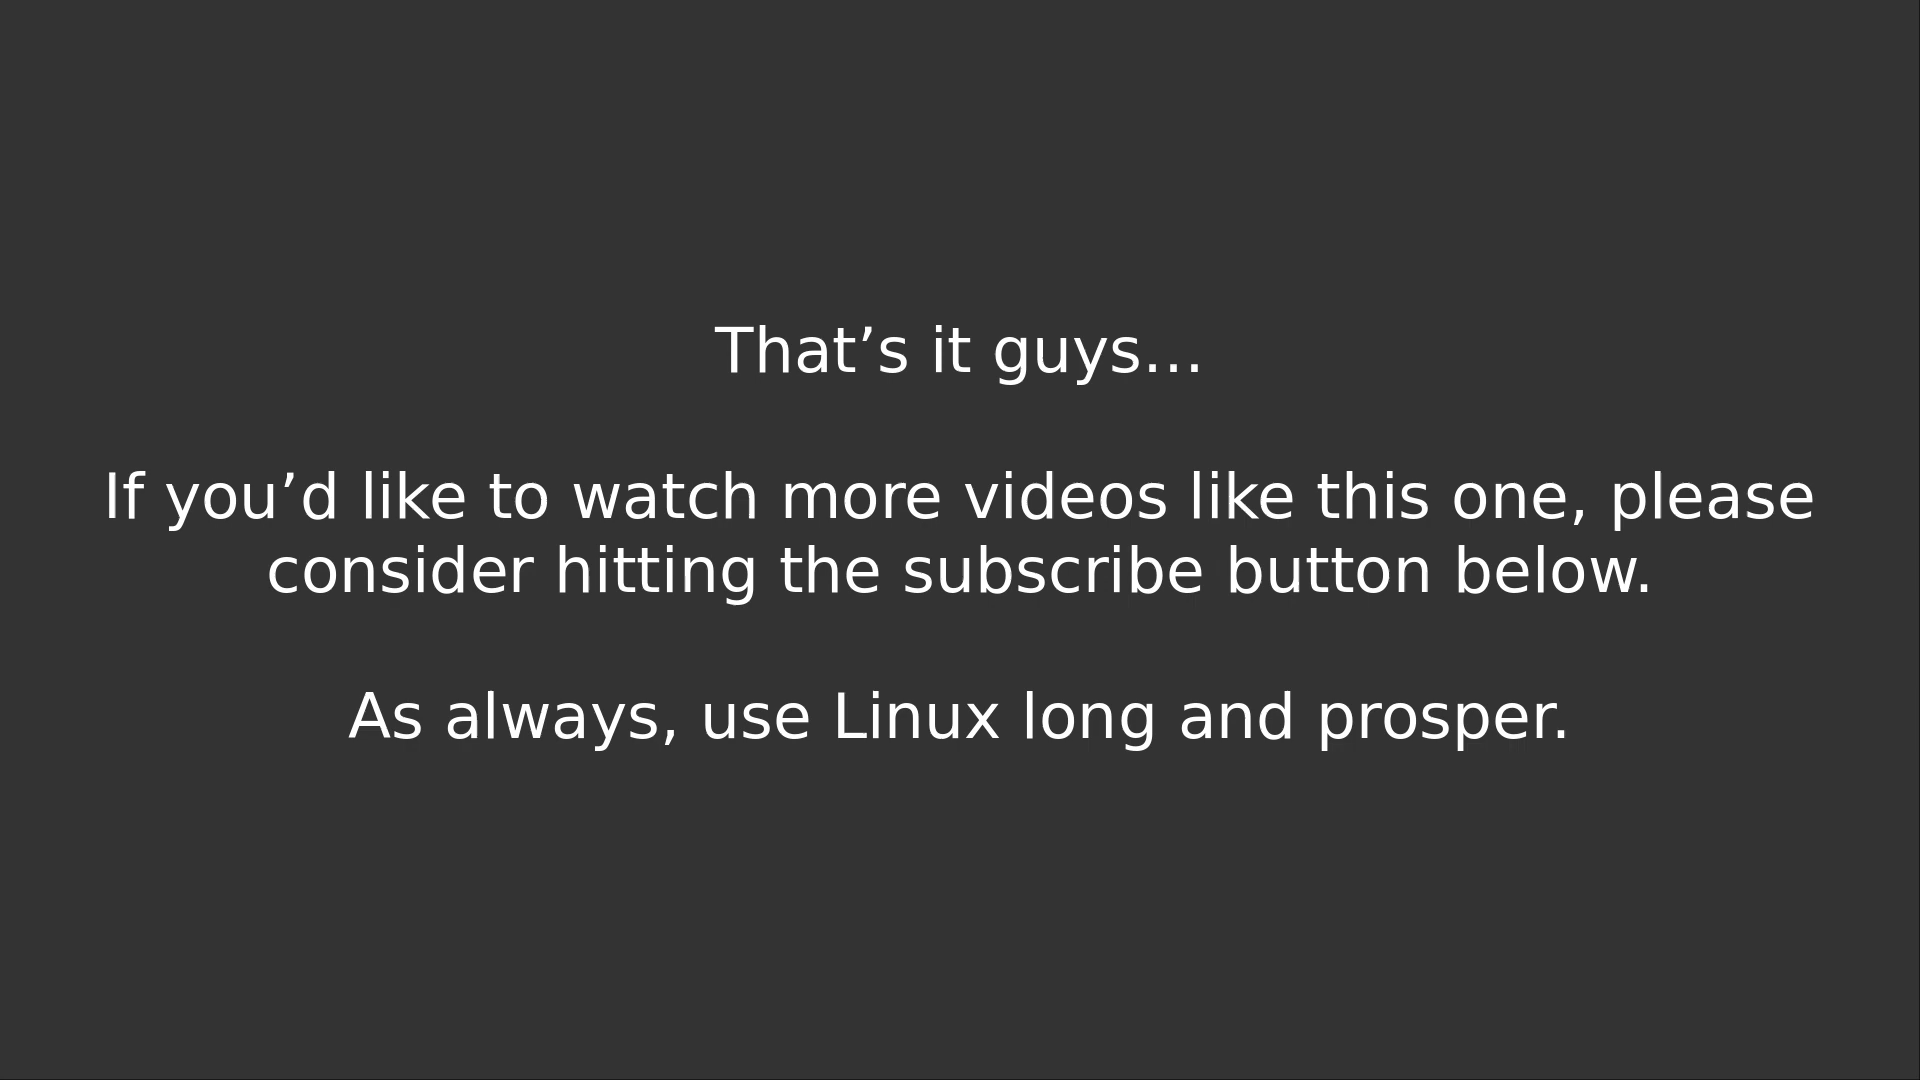 That’s it guys...
If you’d like to watch more videos like this one, please
consider hitting the subscribe button below.
As always, use Linux long and prosper.